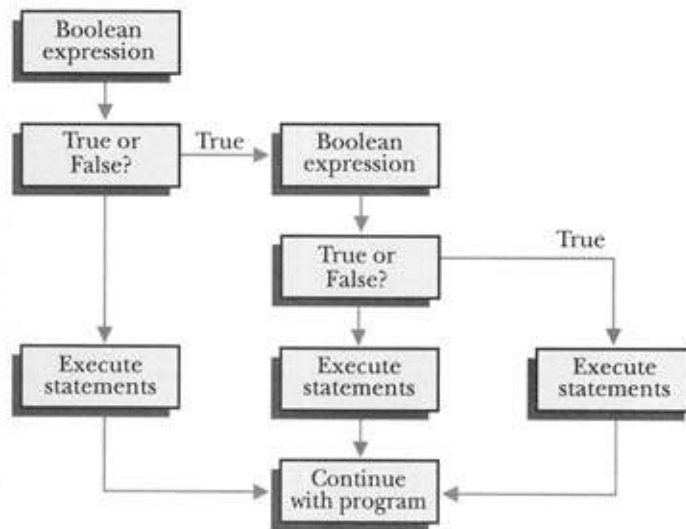 Boolean
expression
True or
False?
True
Boolean
expression
True or
False?
True
Execute
statements
Execute
statements
Execute
statements
Continue
with program